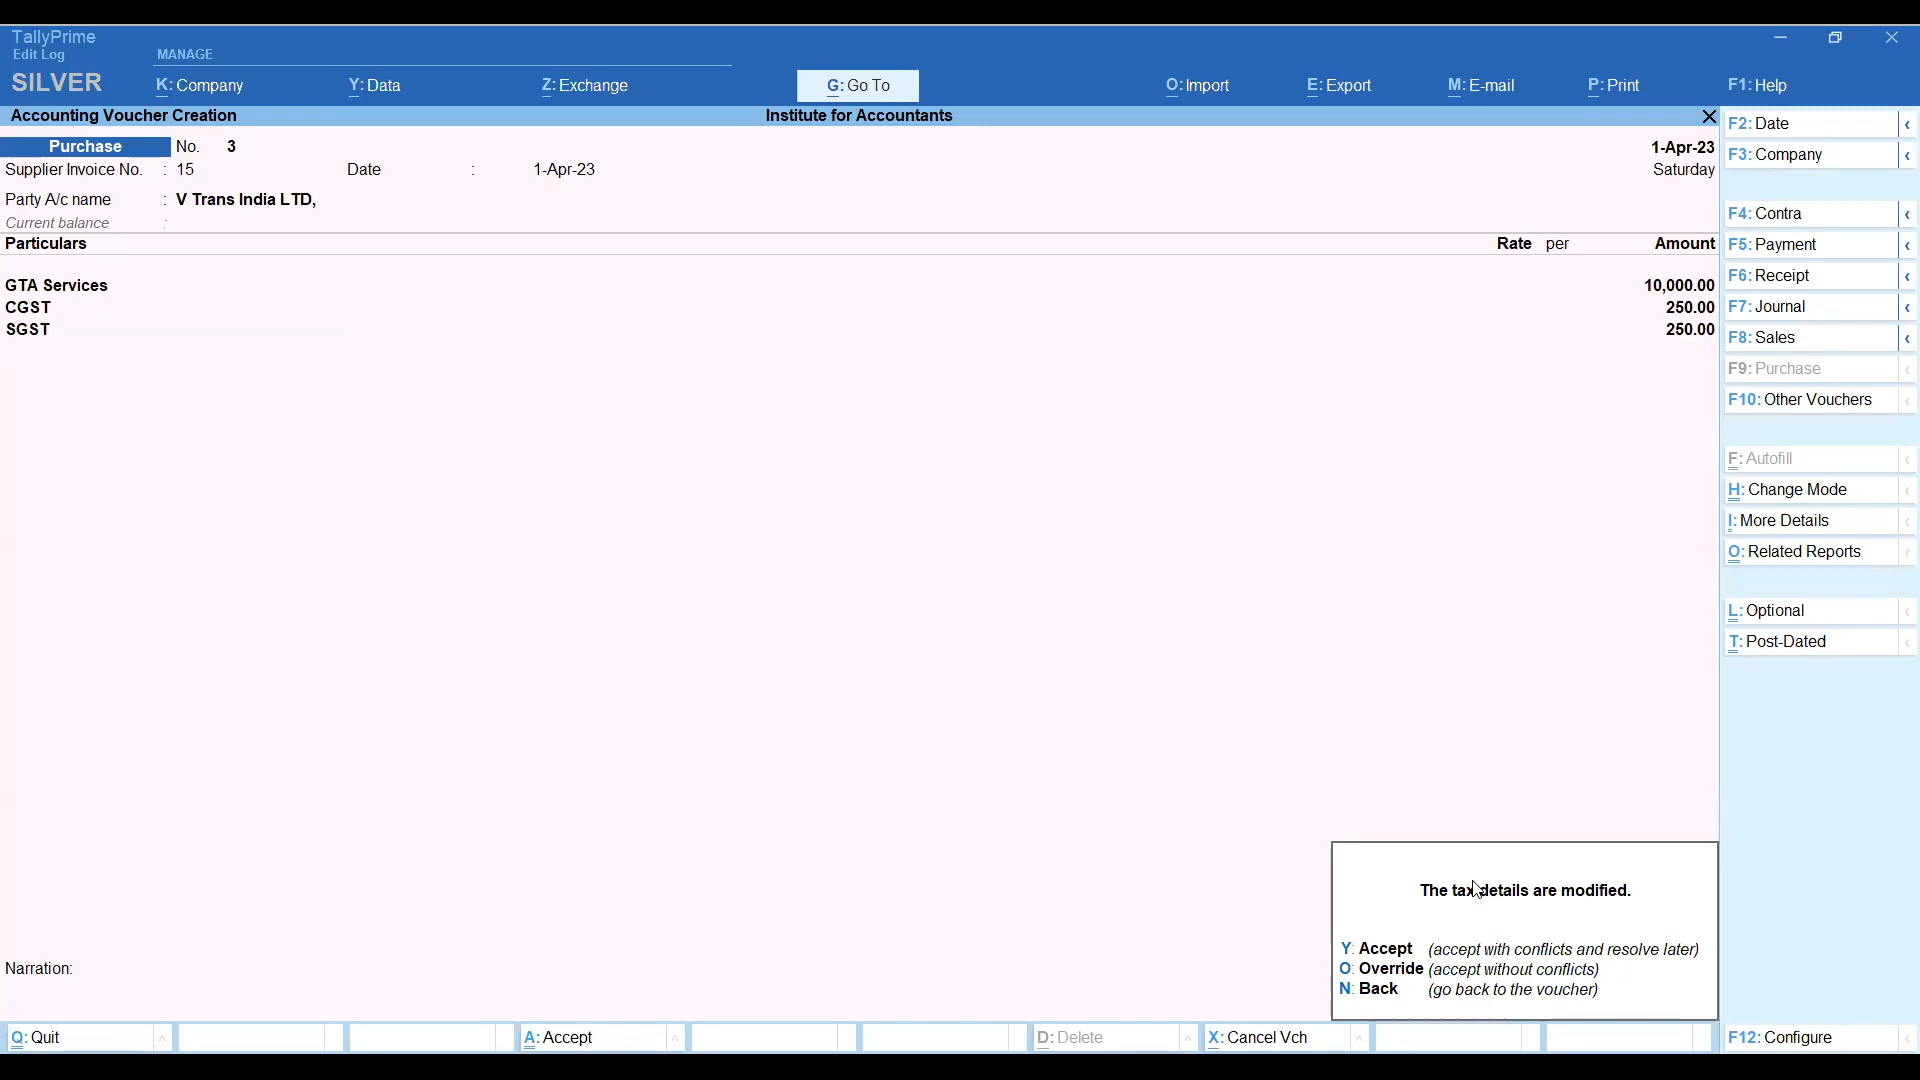 TallyPrime
Edit Log
MANAGE
SILVER
K: Company Y: Data Z: Exchange G: Go To O: Import E: Export M: E-mail P: Print F1: Help
Accounting Voucher Creation Institute for Accountants
Purchase No. 3 1-Apr-23
Supplier Invoice No. : 15 Date : 1-Apr-23 Saturday
Party A/c name : V Trans India LTD,
Current balance :
Particulars Rate per Amount
GTA Services 10,000.00
CGST 250.00
SGST 250.00
F2: Date
F3: Company
F4: Contra
F5: Payment
F6: Receipt
F7: Journal
F8: Sales
F9: Purchase
F10: Other Vouchers
F: Autofill
H: Change Mode
I: More Details
O: Related Reports
L: Optional
T: Post-Dated
The tax details are modified.
Y: Accept (accept with conflicts and resolve later)
O: Override (accept without conflicts)
N: Back (go back to the voucher)
Narration:
Q: Quit A: Accept D: Delete X: Cancel Vch F12: Configure